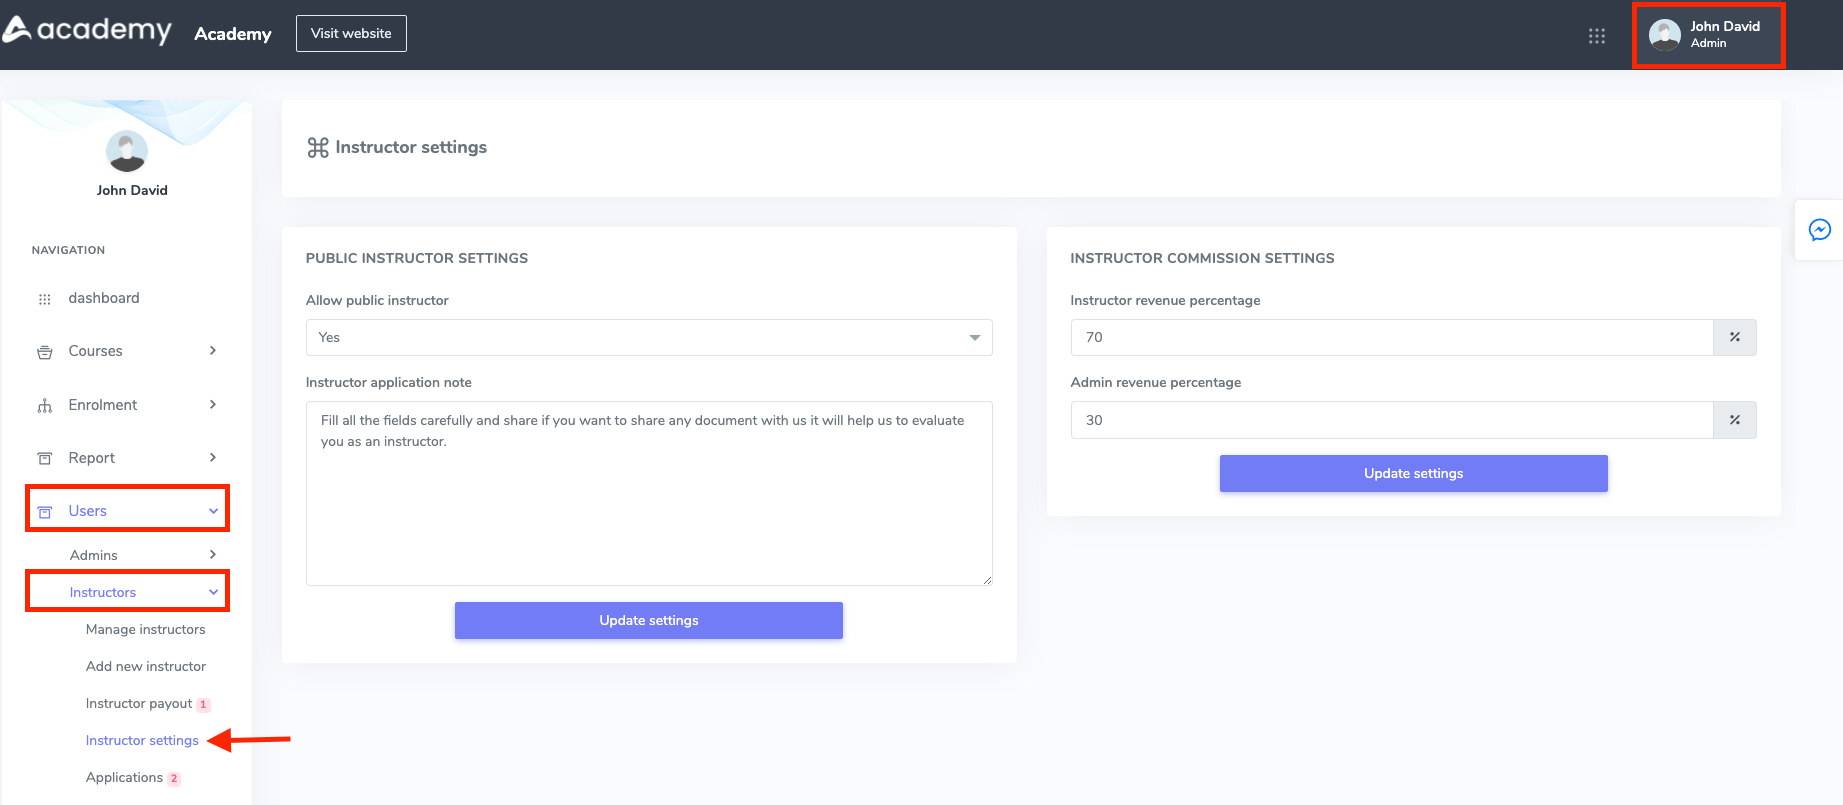 academy
Academy
Visit website
John David
Admin
John David
NAVIGATION
dashboard
Courses
Enrolment
Report
Users
Admins
Instructors
Manage instructors
Add new instructor
Instructor payout 1
Instructor settings
Applications 2
Instructor settings
PUBLIC INSTRUCTOR SETTINGS
Allow public instructor
Yes
Instructor application note
Fill all the fields carefully and share if you want to share any document with us it will help us to evaluate
you as an instructor.
Update settings
INSTRUCTOR COMMISSION SETTINGS
Instructor revenue percentage
70 %
Admin revenue percentage
30 %
Update settings